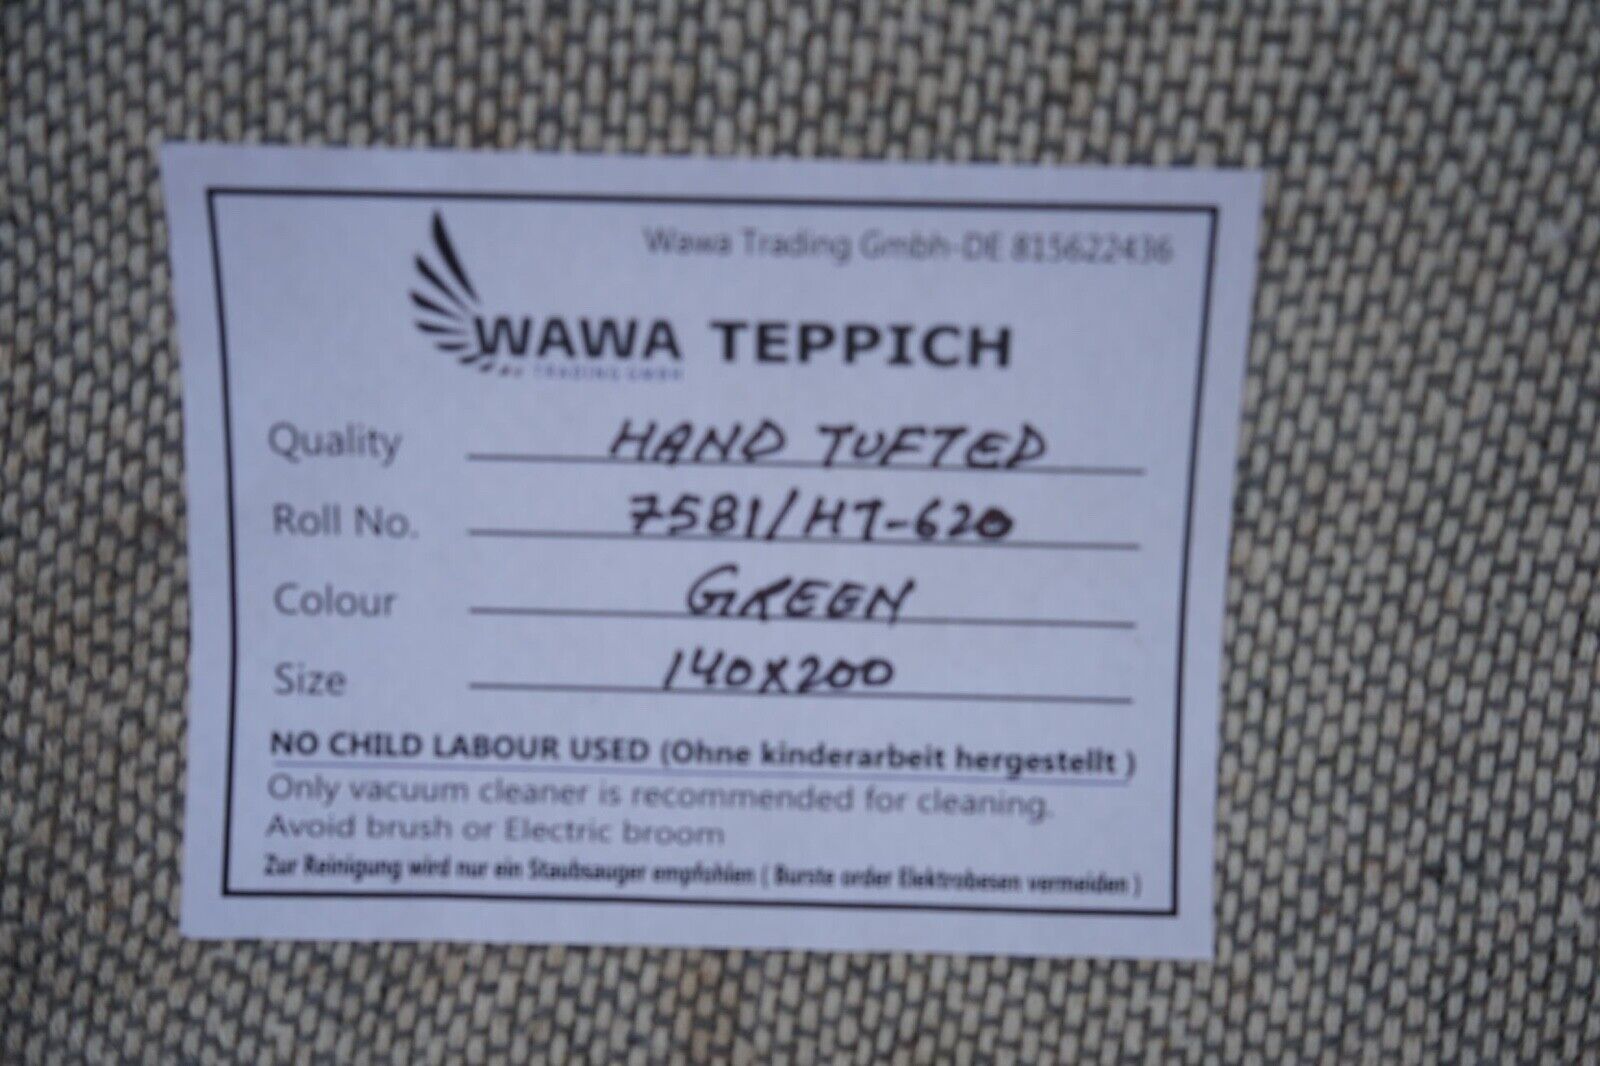 Wawa Trading Gmbh-DE 815622436
WAWA TEPPICH
TRADING GMBH
Quality HAND TUFTED
Roll No. 7581/HT-620
Colour GREEN
Size 140X200
NO CHILD LABOUR USED (Ohne kinderarbeit hergestellt )
Only vacuum cleaner is recommended for cleaning.
Avoid brush or Electric broom
Zur Reinigung wird nur ein Staubsauger empfohlen ( Burste order Elektrobesen vermeiden )